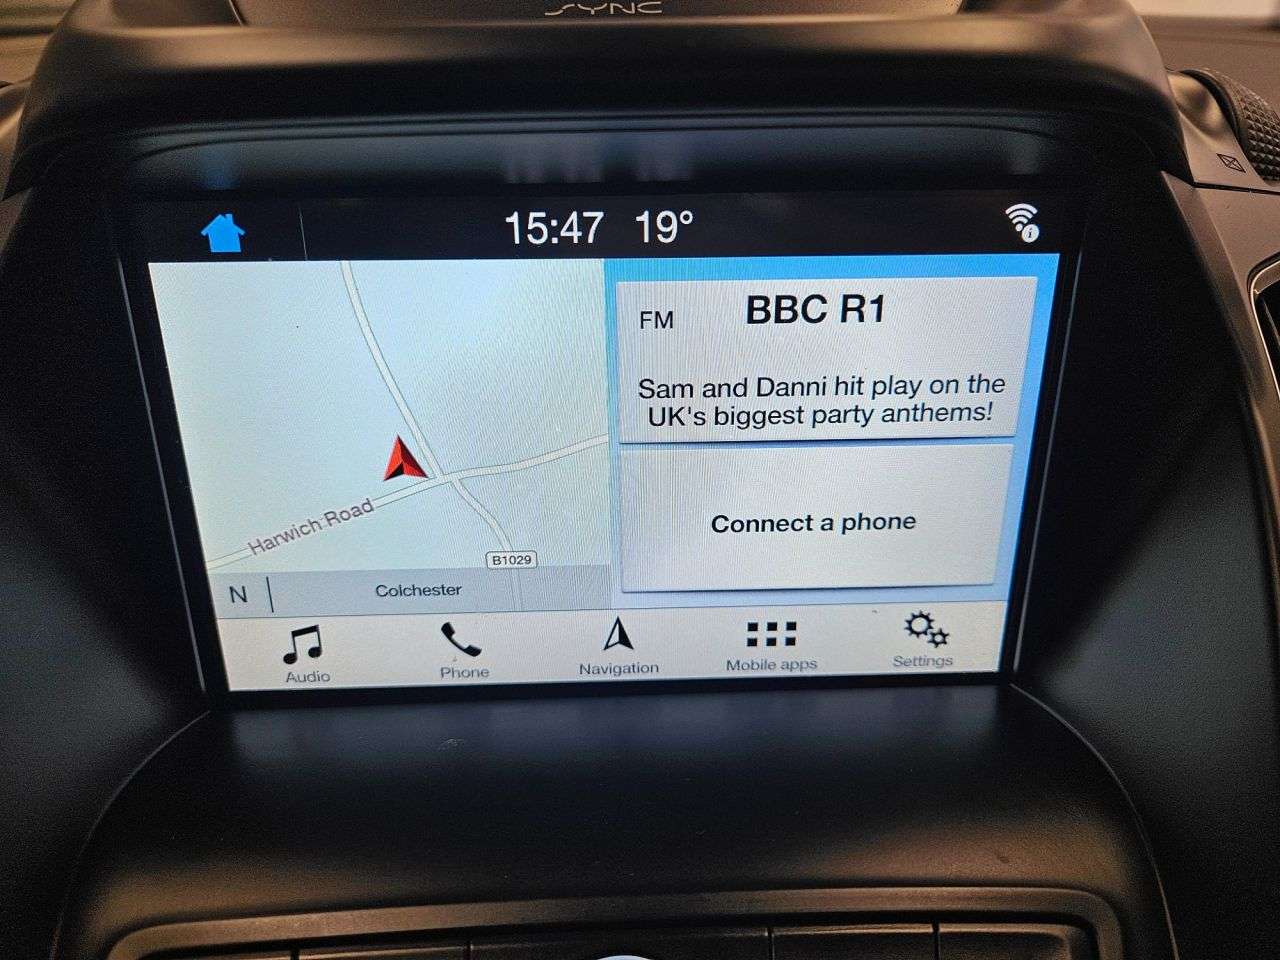 SYNC
15:47 19°
FM BBC R1
Sam and Danni hit play on the
UK's biggest party anthems!
Connect a phone
Harwich Road
B1029
N Colchester
Audio Phone Navigation Mobile apps Settings